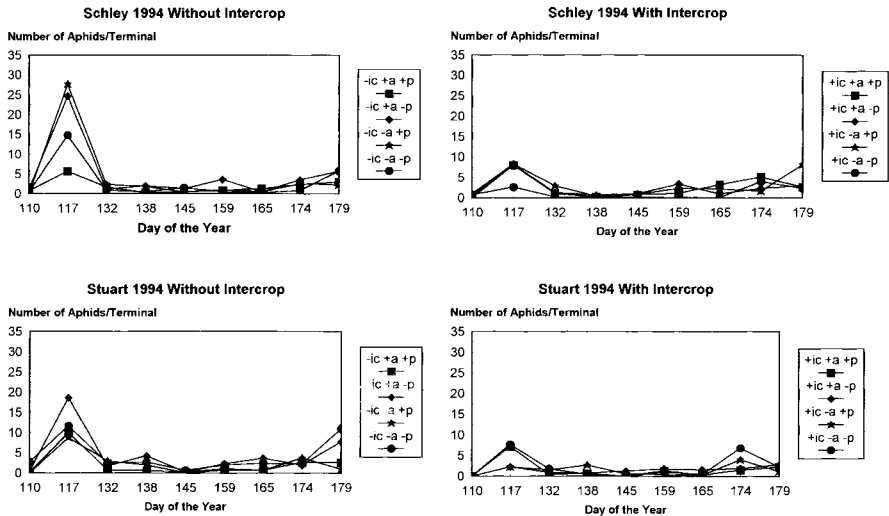 Schley 1994 Without Intercrop
Number of Aphids/Terminal
35
30
25
20
15
10
5
0
110 117 132 138 145 159 165 174 179
Day of the Year
-ic +a +p
-ic +a -p
-ic -a +p
-ic -a -p
Schley 1994 With Intercrop
Number of Aphids/Terminal
35
30
25
20
15
10
5
0
110 117 132 138 145 159 165 174 179
Day of the Year
+ic +a +p
+ic +a -p
+ic -a +p
+ic -a -p
Stuart 1994 Without Intercrop
Number of Aphids/Terminal
35
30
25
20
15
10
5
0
110 117 132 138 145 159 165 174 179
Day of the Year
-ic +a +p
-ic +a -p
-ic -a +p
-ic -a -p
Stuart 1994 With Intercrop
Number of Aphids/Terminal
35
30
25
20
15
10
5
0
110 117 132 138 145 159 165 174 179
Day of the Year
+ic +a +p
+ic +a -p
+ic -a +p
+ic -a -p